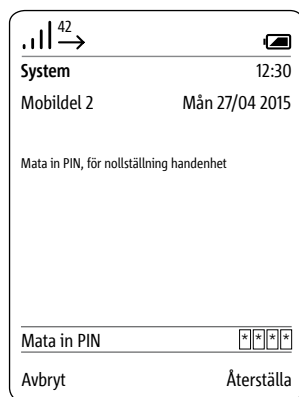 42
System 12:30
Mobildel 2 Mån 27/04 2015
Mata in PIN, för nollställning handenhet
Mata in PIN ****
Avbryt Återställa